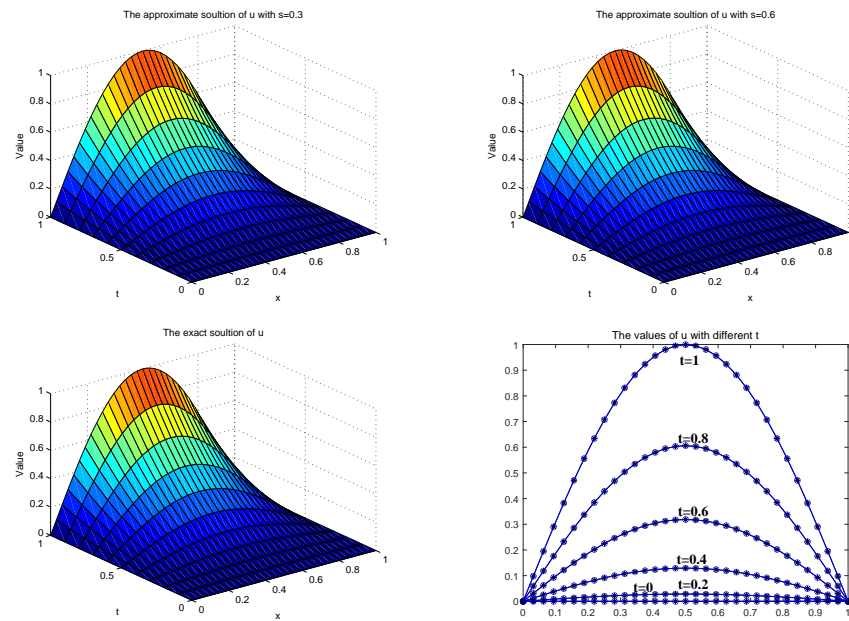 The approximate soultion of u with s=0.3
1
0.8
0.6
0.4
0.2
0
Value
1
0.5
0
t
0
0.2
0.4
0.6
0.8
1
x
The approximate soultion of u with s=0.6
1
0.8
0.6
0.4
0.2
0
Value
1
0.5
0
t
0
0.2
0.4
0.6
0.8
x
The exact soultion of u
1
0.8
0.6
0.4
0.2
0
Value
1
0.5
0
t
0
0.2
0.4
0.6
0.8
1
x
The values of u with different t
1
0.9
0.8
0.7
0.6
0.5
0.4
0.3
0.2
0.1
0
t=1
t=0.8
t=0.6
t=0.4
t=0 t=0.2
0 0.1 0.2 0.3 0.4 0.5 0.6 0.7 0.8 0.9 1